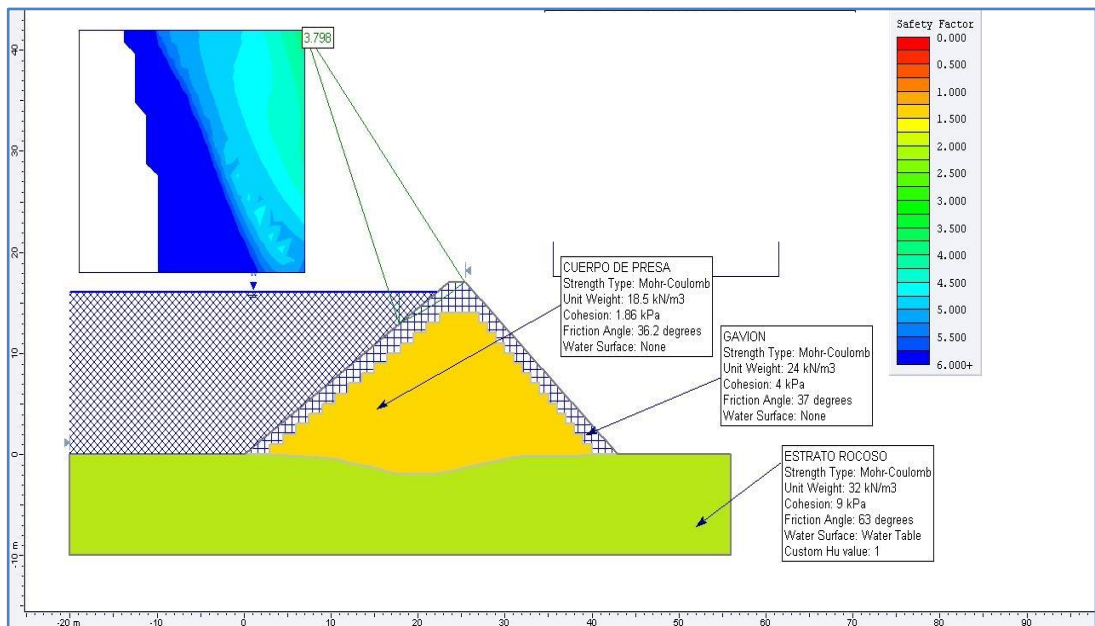 Safety Factor
0.000
0.500
1.000
1.500
2.000
2.500
3.000
3.500
4.000
4.500
5.000
5.500
6.000+
3.798
CUERPO DE PRESA
Strength Type: Mohr-Coulomb
Unit Weight: 18.5 kN/m3
Cohesion: 1.86 kPa
Friction Angle: 36.2 degrees
Water Surface: None
GAVION
Strength Type: Mohr-Coulomb
Unit Weight: 24 kN/m3
Cohesion: 4 kPa
Friction Angle: 37 degrees
Water Surface: None
ESTRATO ROCOSO
Strength Type: Mohr-Coulomb
Unit Weight: 32 kN/m3
Cohesion: 9 kPa
Friction Angle: 63 degrees
Water Surface: Water Table
Custom Hu value: 1
40
30
20
10
0
-10 m
-20 m
-10
0
10
20
30
40
50
60
70
80
90